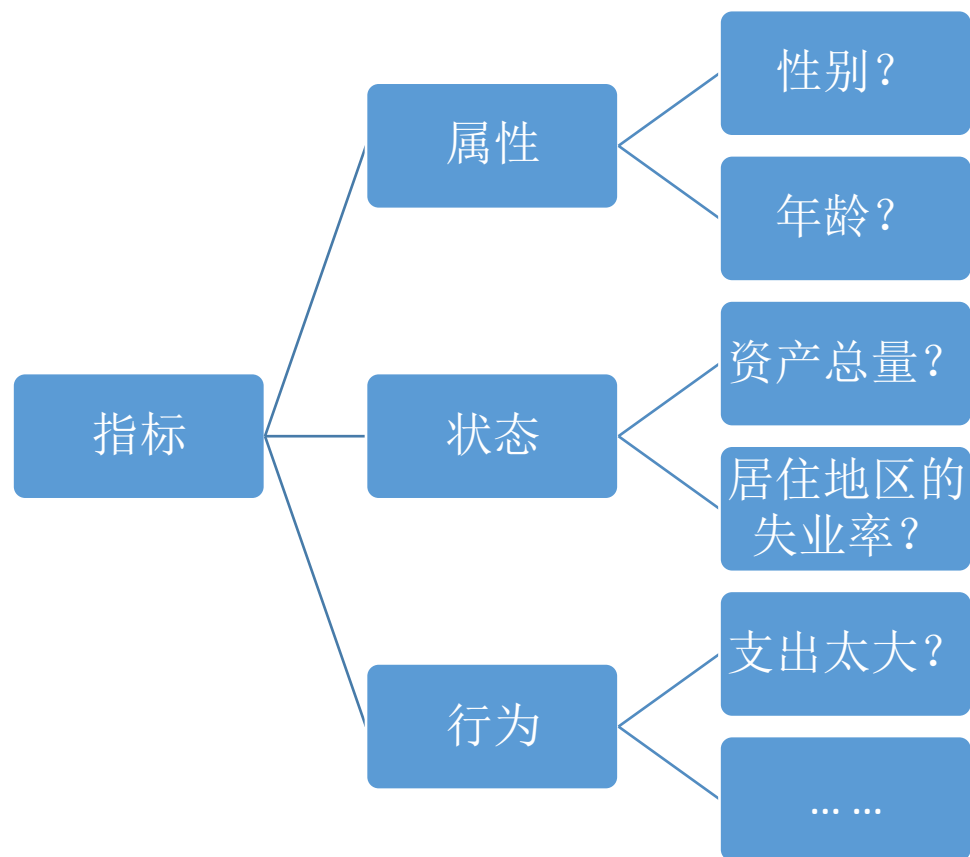 指标
属性
性别？
年龄？
状态
资产总量？
居住地区的
失业率？
行为
支出太大？
... ...